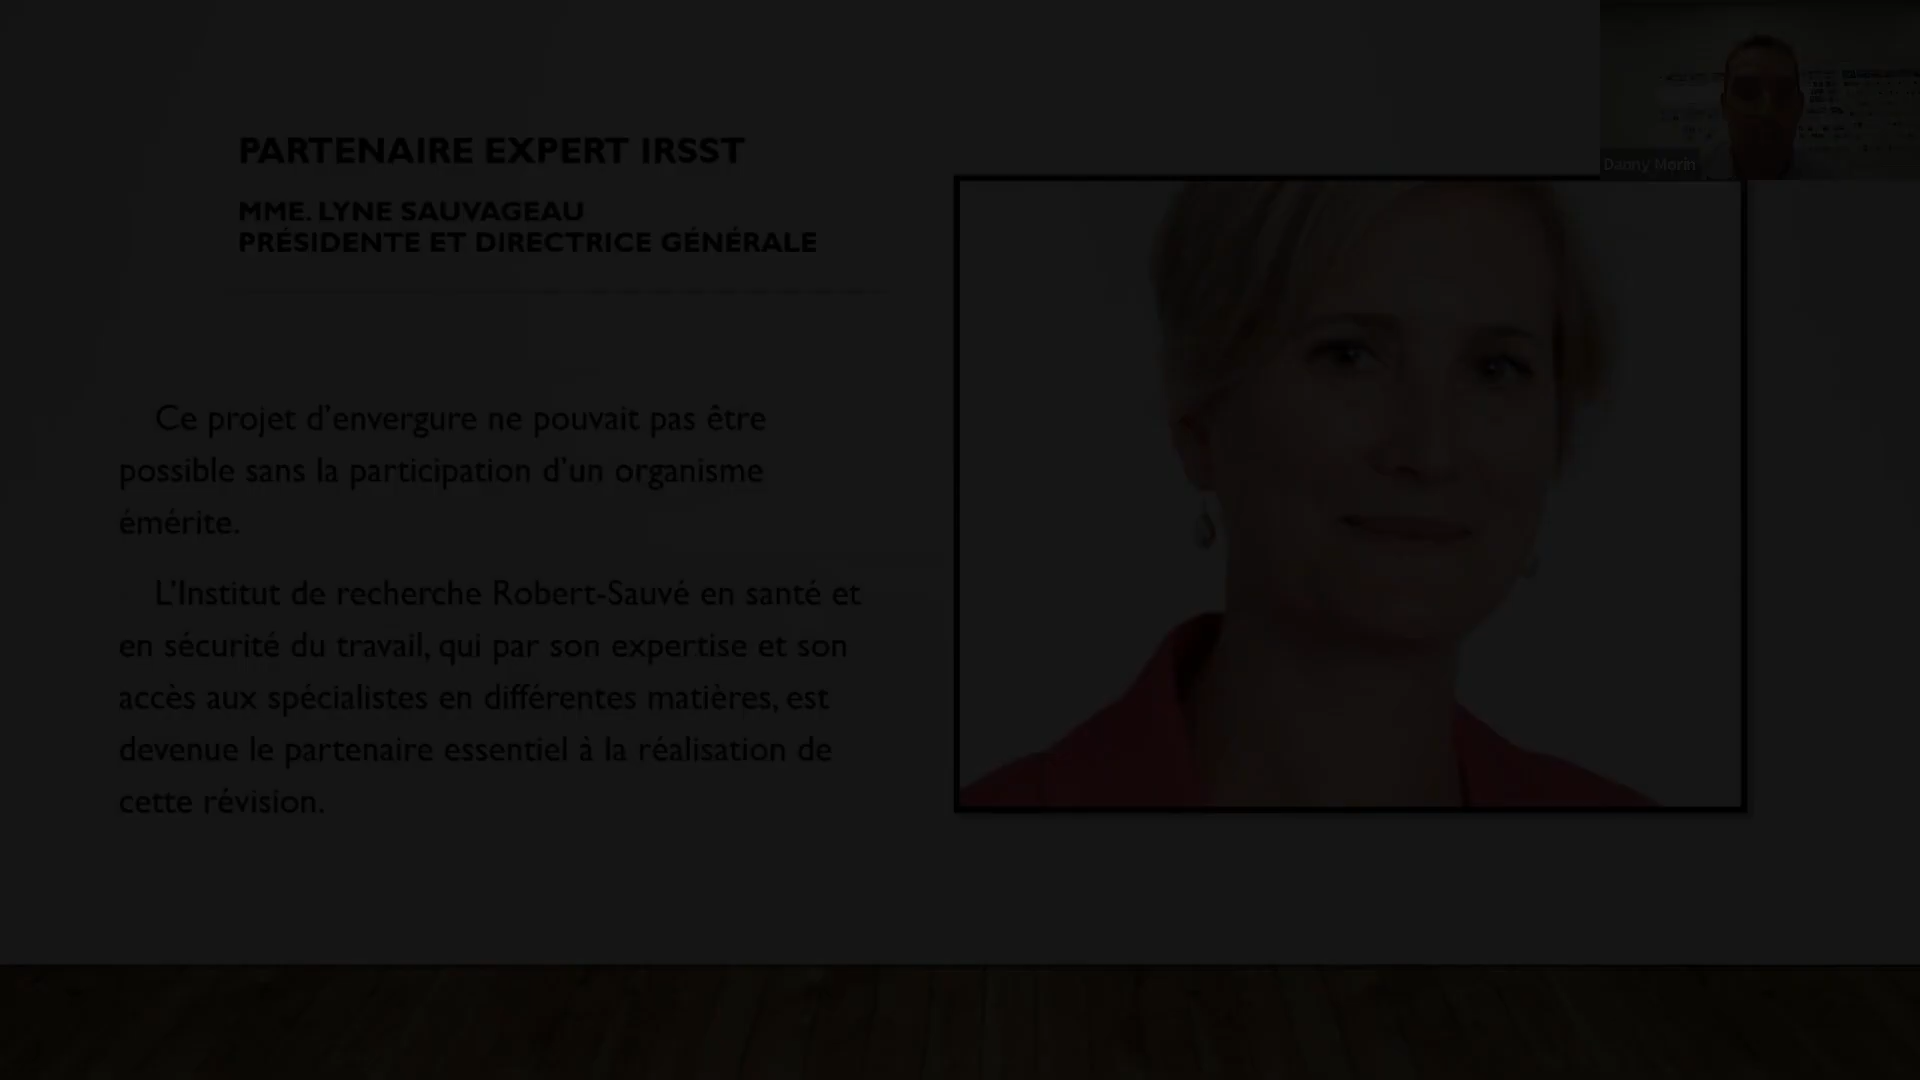 PARTENAIRE EXPERT IRSST
MME. LYNE SAUVAGEAU
PRÉSIDENTE ET DIRECTRICE GÉNÉRALE
Ce projet d'envergure ne pouvait pas être
possible sans la participation d'un organisme
émérite.
L'Institut de recherche Robert-Sauvé en santé et
en sécurité du travail, qui par son expertise et son
accès aux spécialistes en différentes matières, est
devenue le partenaire essentiel à la réalisation de
cette révision.
Danny Morin